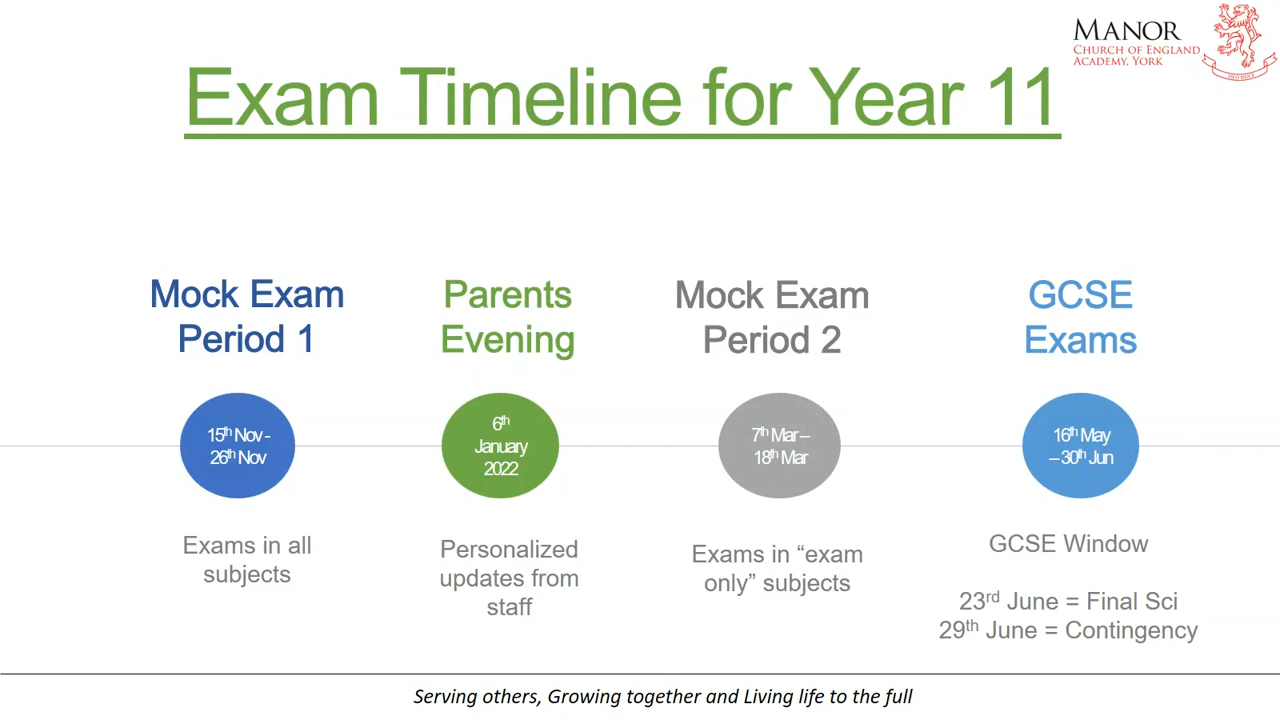 MANOR
CHURCH OF ENGLAND
ACADEMY, YORK
Exam Timeline for Year 11
Mock Exam
Period 1
15th Nov -
26th Nov
Exams in all
subjects
Parents
Evening
6th
January
2022
Personalized
updates from
staff
Mock Exam
Period 2
7th Mar –
18th Mar
Exams in “exam
only” subjects
GCSE
Exams
16th May
– 30th Jun
GCSE Window
23rd June = Final Sci
29th June = Contingency
Serving others, Growing together and Living life to the full